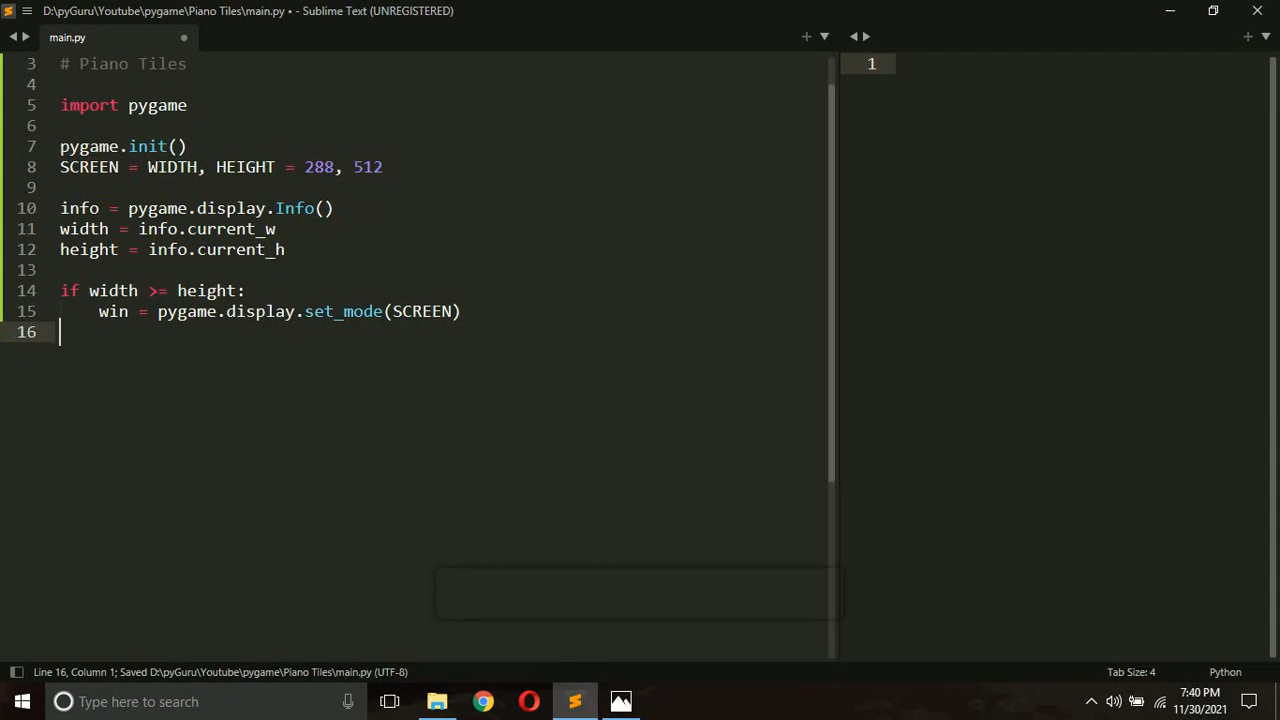 D:\pyGuru\Youtube\pygame\Piano Tiles\main.py • - Sublime Text (UNREGISTERED)
main.py
3 # Piano Tiles
4
5 import pygame
6
7 pygame.init()
8 SCREEN = WIDTH, HEIGHT = 288, 512
9
10 info = pygame.display.Info()
11 width = info.current_w
12 height = info.current_h
13
14 if width >= height:
15     win = pygame.display.set_mode(SCREEN)
16
1
Line 16, Column 1; Saved D:\pyGuru\Youtube\pygame\Piano Tiles\main.py (UTF-8)
Tab Size: 4
Python
Type here to search
7:40 PM
11/30/2021